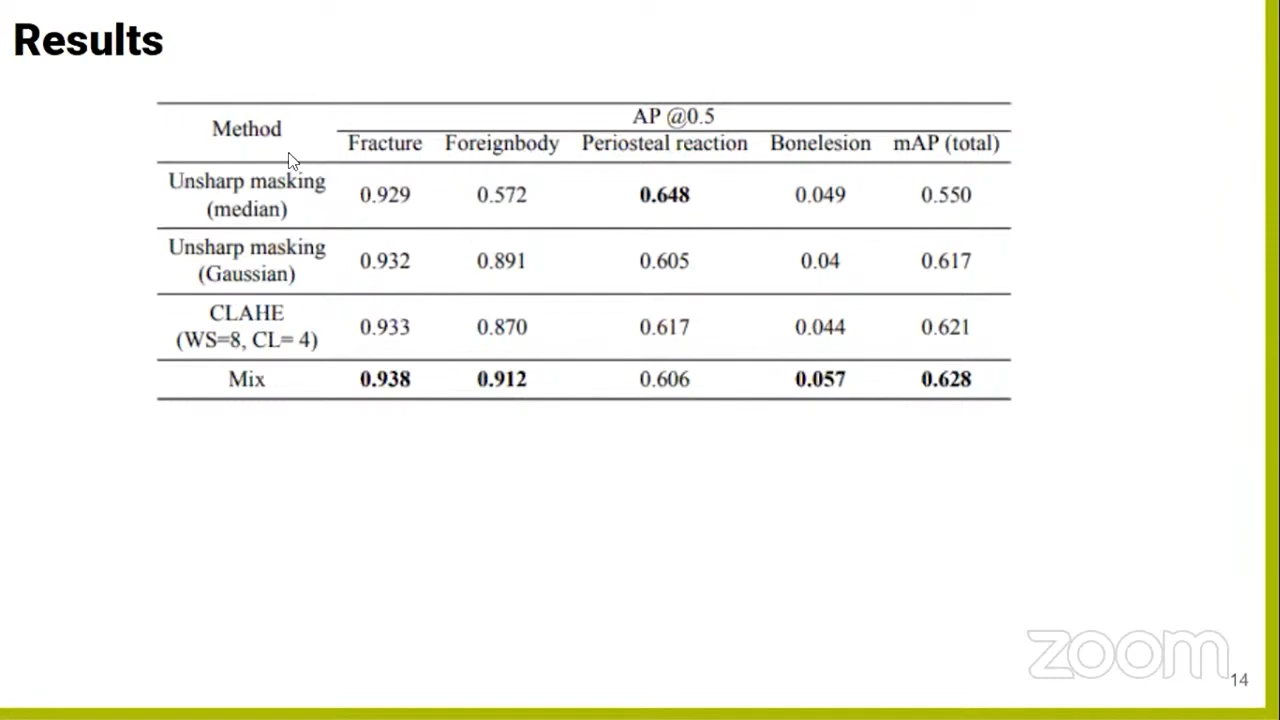 Results
Method
AP @0.5
Fracture Foreignbody Periosteal reaction Bonelesion mAP (total)
Unsharp masking
(median)
0.929 0.572 0.648 0.049 0.550
Unsharp masking
(Gaussian)
0.932 0.891 0.605 0.04 0.617
CLAHE
(WS=8, CL= 4)
0.933 0.870 0.617 0.044 0.621
Mix 0.938 0.912 0.606 0.057 0.628
zoom
14